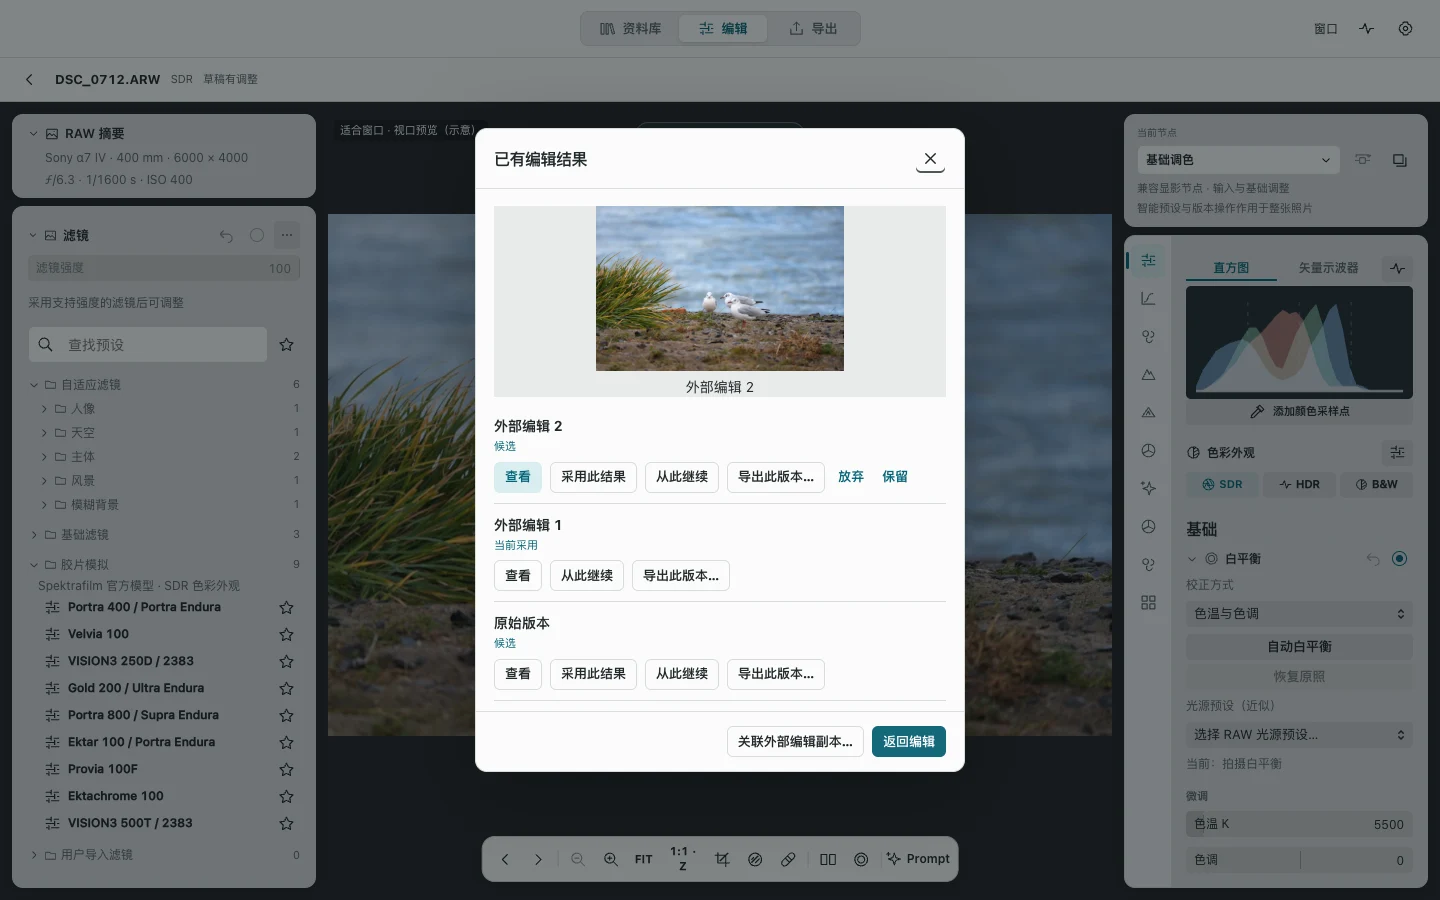 资料库
编辑
导出
窗口
DSC_0712.ARW SDR 草稿有调整
RAW 摘要
Sony α7 IV · 400 mm · 6000 × 4000
ƒ/6.3 · 1/1600 s · ISO 400
滤镜
滤镜强度 100
采用支持强度的滤镜后可调整
查找预设
自适应滤镜 6
人像 1
天空 1
主体 2
风景 1
模糊背景 1
基础滤镜 3
胶片模拟 9
Spektrafilm 官方模型 · SDR 色彩外观
Portra 400 / Portra Endura
Velvia 100
VISION3 250D / 2383
Gold 200 / Ultra Endura
Portra 800 / Supra Endura
Ektar 100 / Portra Endura
Provia 100F
Ektachrome 100
VISION3 500T / 2383
用户导入滤镜 0
适合窗口 · 视口预览（示意）
已有编辑结果
外部编辑 2
外部编辑 2
候选
查看 采用此结果 从此继续 导出此版本... 放弃 保留
外部编辑 1
当前采用
查看 从此继续 导出此版本...
原始版本
候选
查看 采用此结果 从此继续 导出此版本...
关联外部编辑副本... 返回编辑
FIT
1:1 · Z
Prompt
当前节点
基础调色
兼容显影节点 · 输入与基础调整
智能预设与版本操作作用于整张照片
直方图 矢量示波器
添加颜色采样点
色彩外观
SDR HDR B&W
基础
白平衡
校正方式
色温与色调
自动白平衡
恢复原照
光源预设（近似）
选择 RAW 光源预设...
当前：拍摄白平衡
微调
色温 K 5500
色调 0